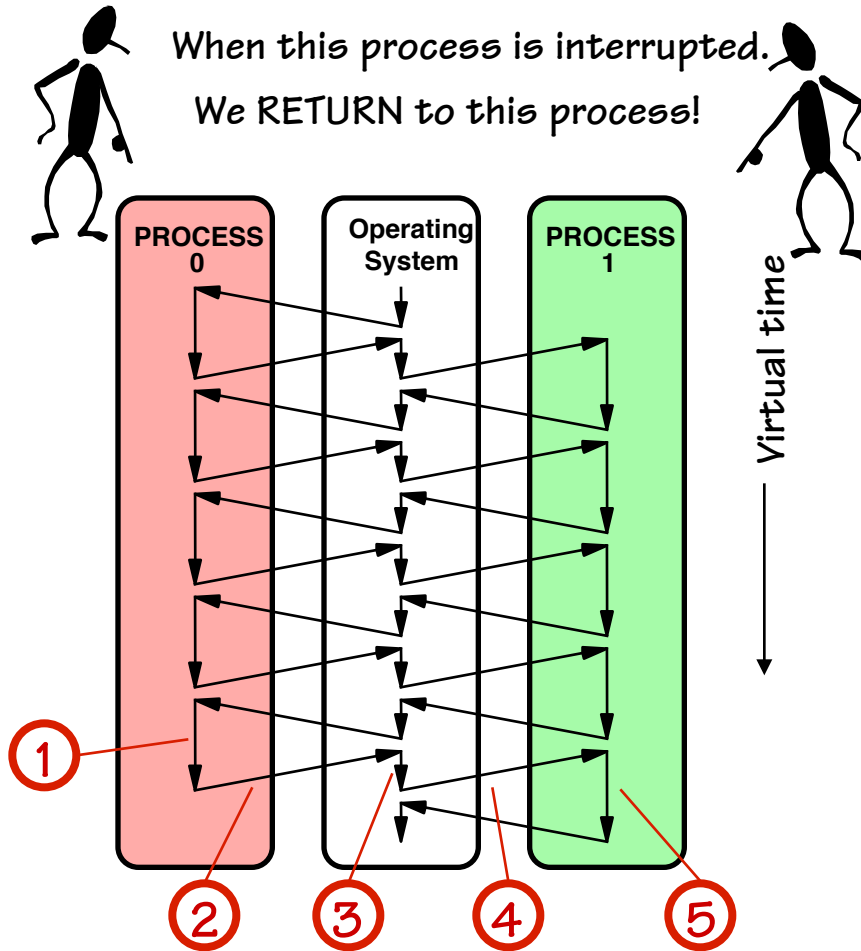 When this process is interrupted.
We RETURN to this process!
PROCESS
0
Operating
System
PROCESS
1
Virtual time
1
2
3
4
5